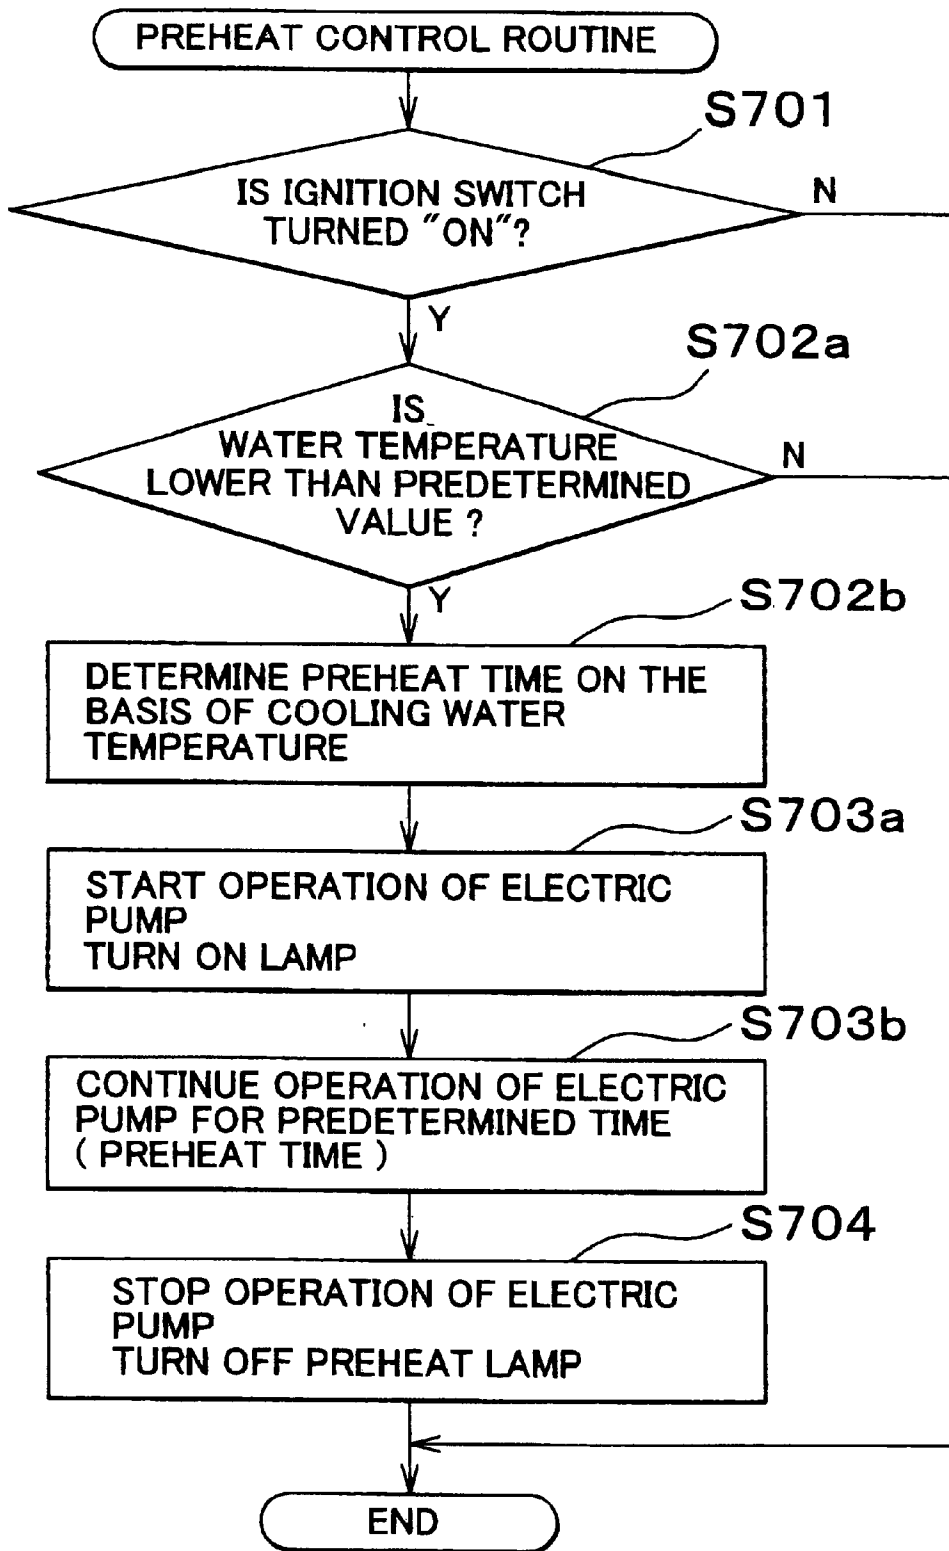 PREHEAT CONTROL ROUTINE
S701
IS IGNITION SWITCH
TURNED "ON"?
N
Y
S702a
IS
WATER TEMPERATURE
LOWER THAN PREDETERMINED
VALUE ?
N
Y
S702b
DETERMINE PREHEAT TIME ON THE
BASIS OF COOLING WATER
TEMPERATURE
S703a
START OPERATION OF ELECTRIC
PUMP
TURN ON LAMP
S703b
CONTINUE OPERATION OF ELECTRIC
PUMP FOR PREDETERMINED TIME
( PREHEAT TIME )
S704
STOP OPERATION OF ELECTRIC
PUMP
TURN OFF PREHEAT LAMP
END